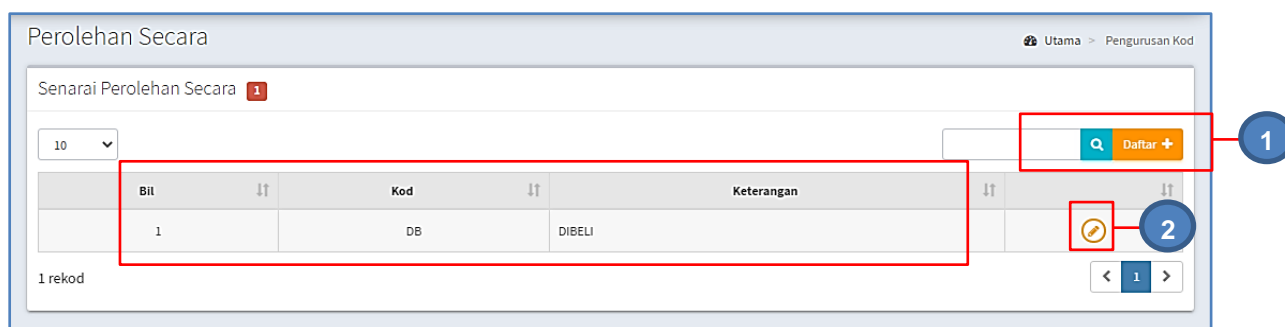 Perolehan Secara
Utama > Pengurusan Kod
Senarai Perolehan Secara 1
10
Daftar +
1
Bil Kod Keterangan
1 DB DIBELI
2
1 rekod
< 1 >